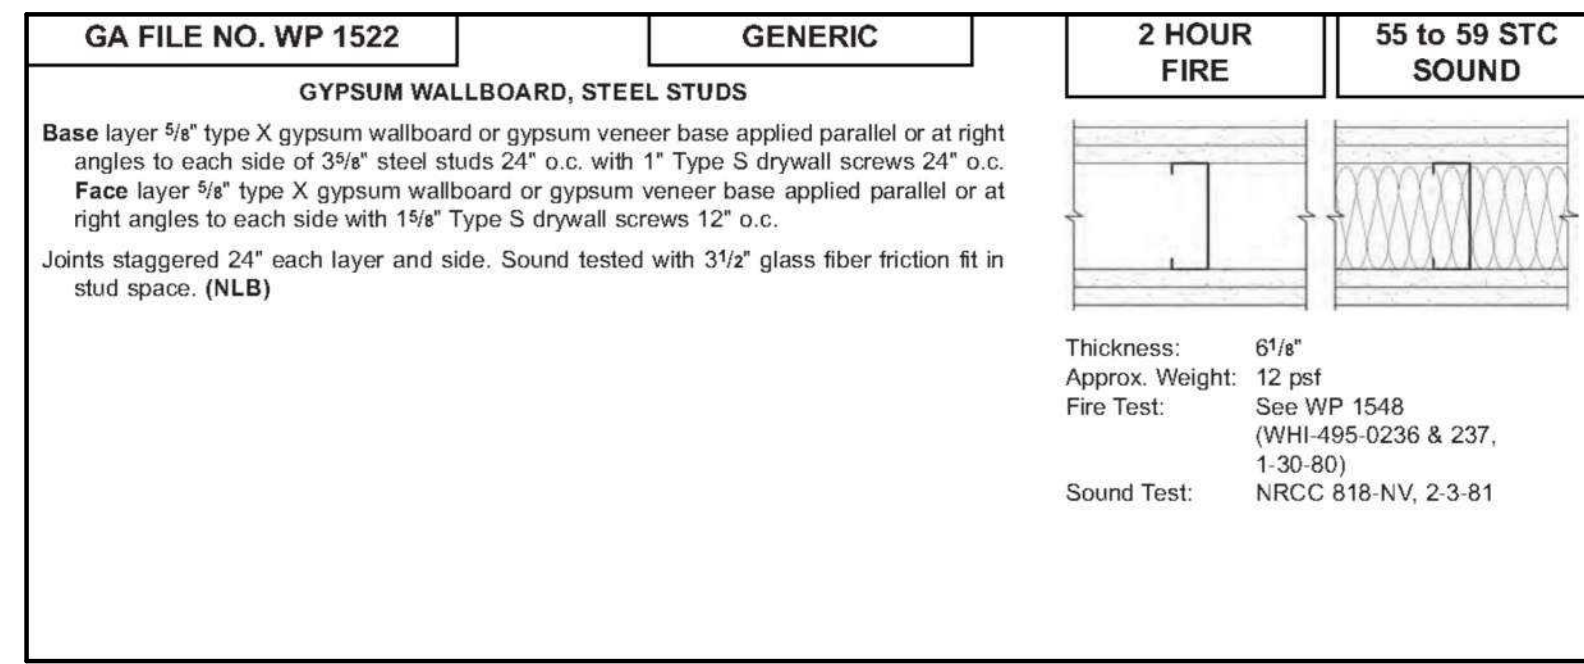 GA FILE NO. WP 1522
GENERIC
2 HOUR
FIRE
55 to 59 STC
SOUND
GYPSUM WALLBOARD, STEEL STUDS
Base layer 5/8" type X gypsum wallboard or gypsum veneer base applied parallel or at right
angles to each side of 35/8" steel studs 24" o.c. with 1" Type S drywall screws 24" o.c.
Face layer 5/8" type X gypsum wallboard or gypsum veneer base applied parallel or at
right angles to each side with 15/8" Type S drywall screws 12" o.c.
Joints staggered 24" each layer and side. Sound tested with 31/2" glass fiber friction fit in
stud space. (NLB)
Thickness: 61/8"
Approx. Weight: 12 psf
Fire Test: See WP 1548
(WHI-495-0236 & 237,
1-30-80)
Sound Test: NRCC 818-NV, 2-3-81